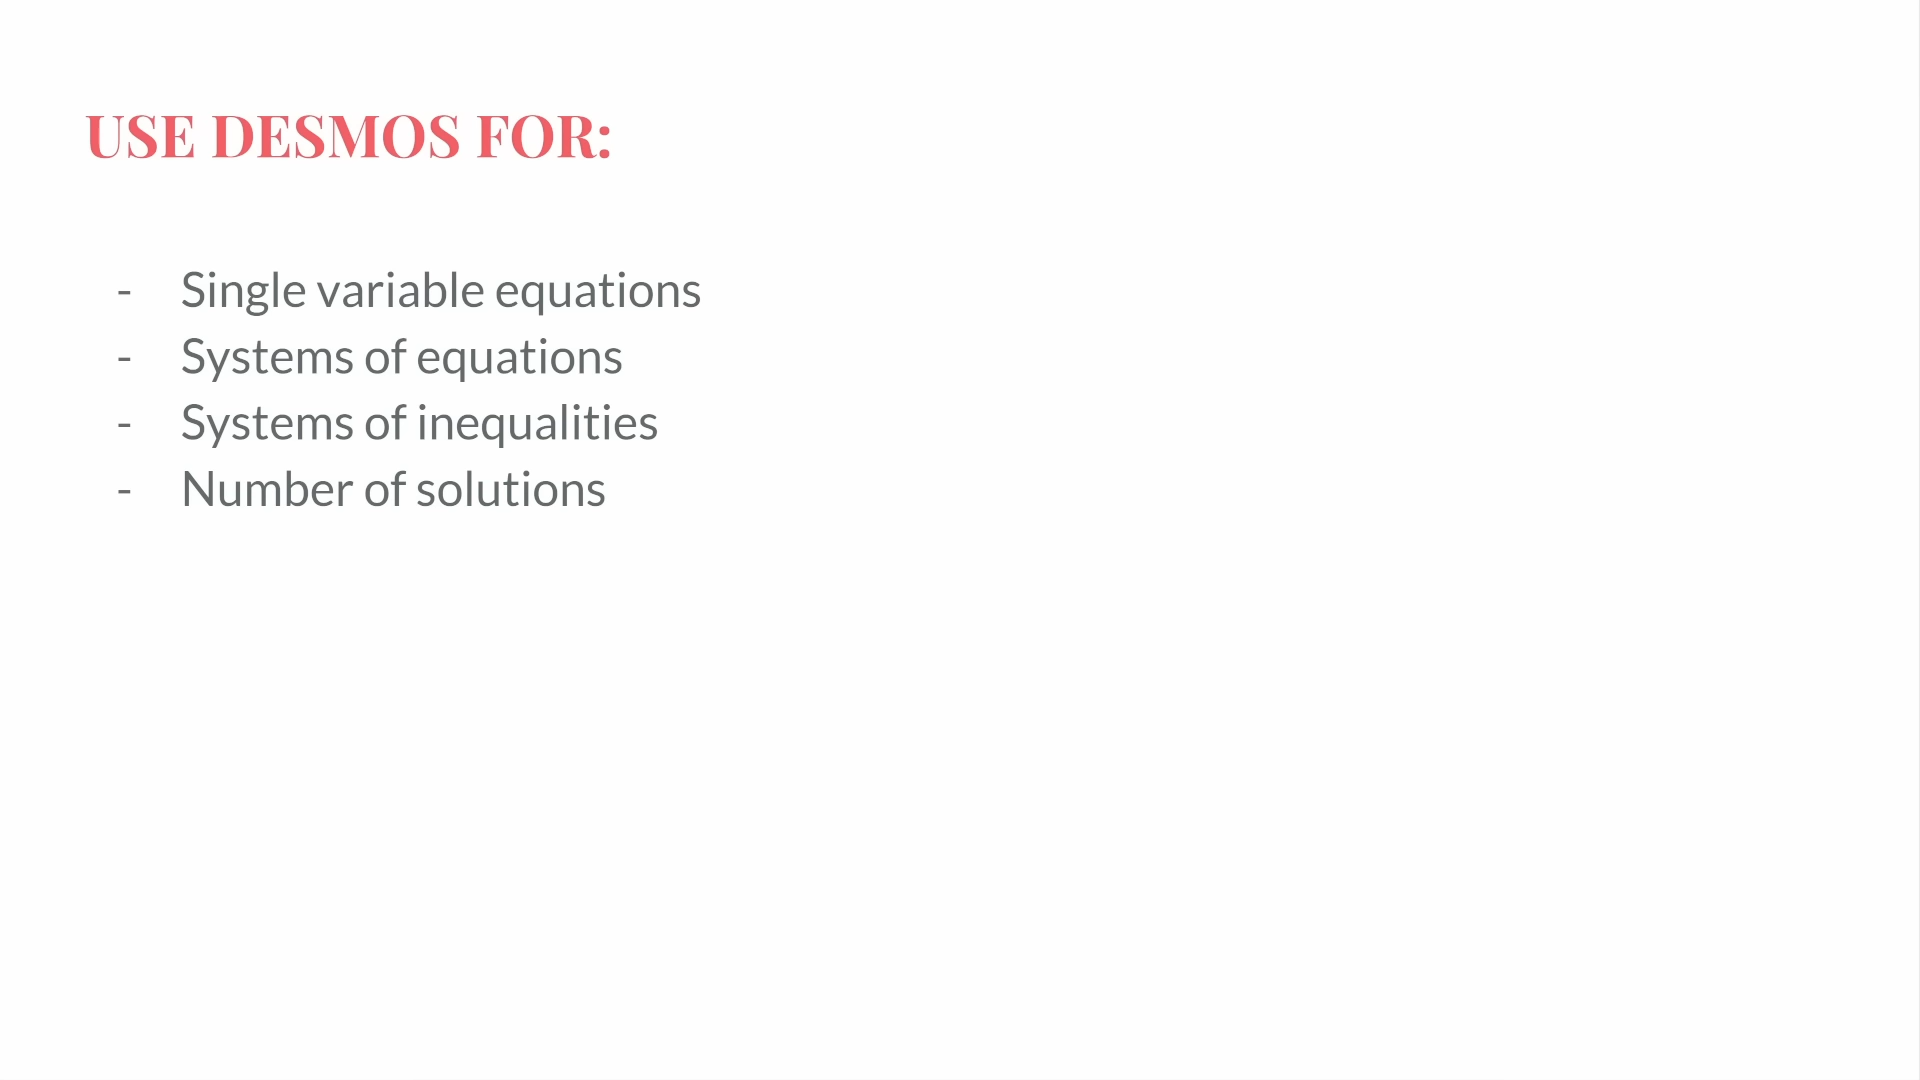 USE DESMOS FOR:
- Single variable equations
- Systems of equations
- Systems of inequalities
- Number of solutions